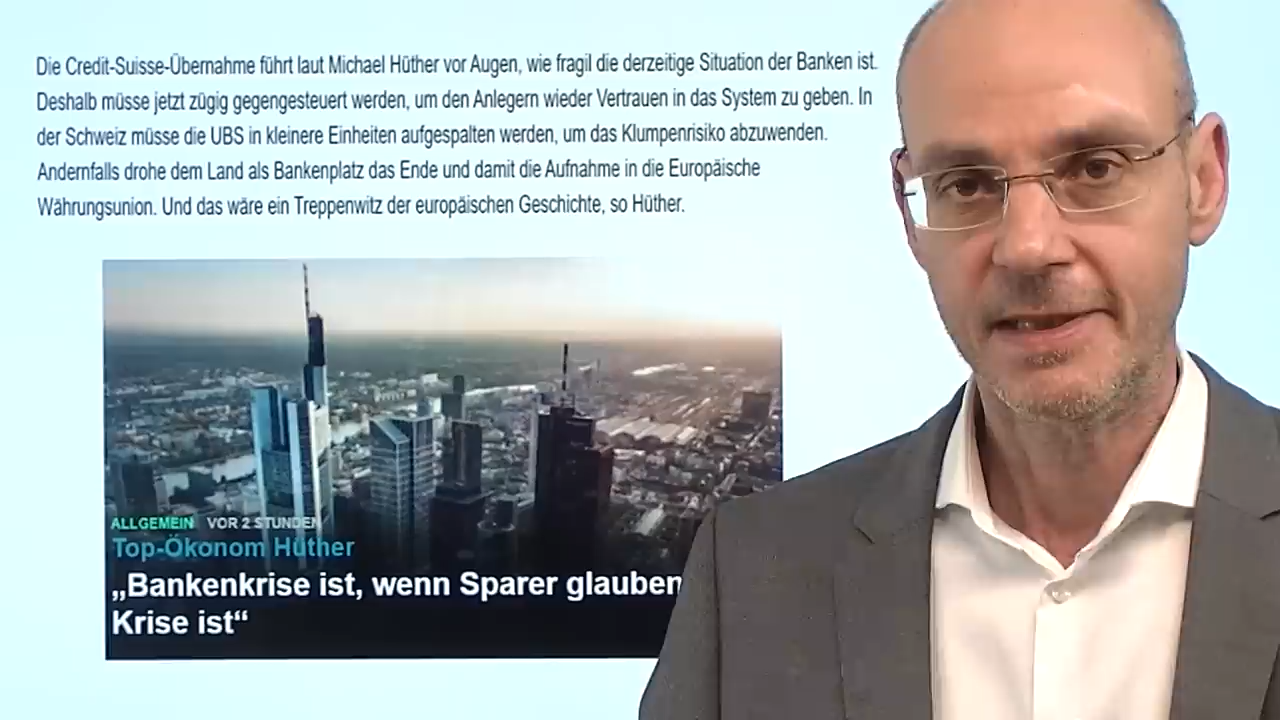 Die Credit-Suisse-Übernahme führt laut Michael Hüther vor Augen, wie fragil die derzeitige Situation der Banken ist.
Deshalb müsse jetzt zügig gegengesteuert werden, um den Anlegern wieder Vertrauen in das System zu geben. In
der Schweiz müsse die UBS in kleinere Einheiten aufgespalten werden, um das Klumpenrisiko abzuwenden.
Andernfalls drohe dem Land als Bankenplatz das Ende und damit die Aufnahme in die Europäische
Währungsunion. Und das wäre ein Treppenwitz der europäischen Geschichte, so Hüther.
ALLGEMEIN VOR 2 STUNDEN
Top-Ökonom Hüther
„Bankenkrise ist, wenn Sparer glauben
Krise ist“